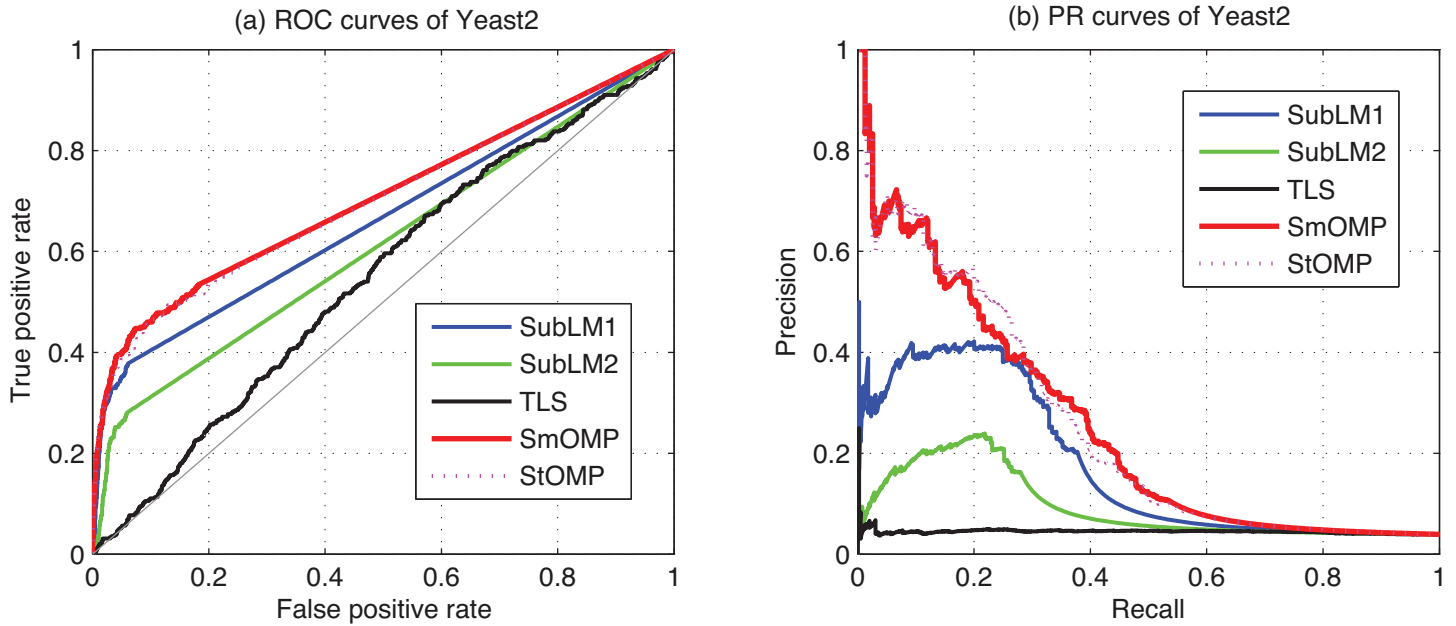 (a) ROC curves of Yeast2
1
0.8
0.6
0.4
0.2
0
True positive rate
SubLM1
SubLM2
TLS
SmOMP
StOMP
0 0.2 0.4 0.6 0.8 1
False positive rate
(b) PR curves of Yeast2
1
0.8
0.6
0.4
0.2
0
Precision
SubLM1
SubLM2
TLS
SmOMP
StOMP
0 0.2 0.4 0.6 0.8 1
Recall